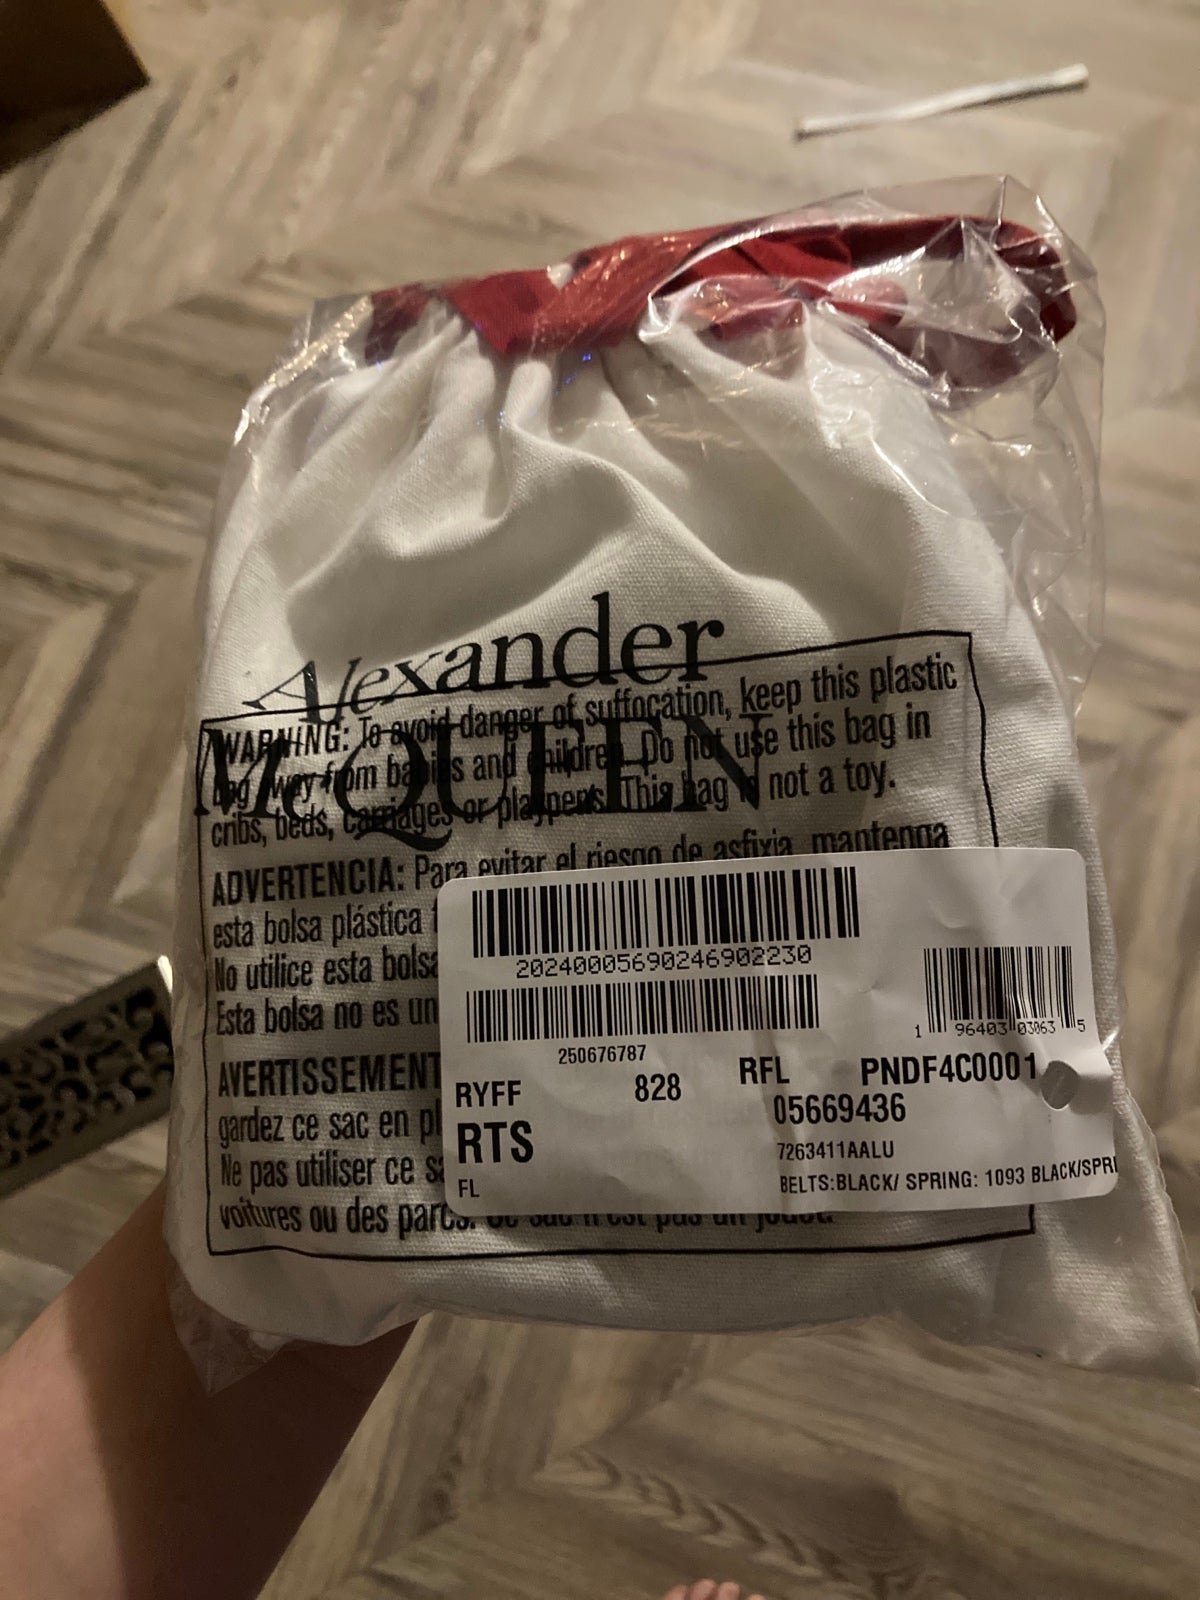 Alexander
McQUEEN
WARNING: To avoid danger of suffocation, keep this plastic
bag away from babies and children. Do not use this bag in
cribs, beds, carriages or playpens. This bag is not a toy.
ADVERTENCIA: Para evitar el riesgo de asfixia mantenga
esta bolsa plástica
No utilice esta bolsa
Esta bolsa no es un
AVERTISSEMENT
gardez ce sac en pl
Ne pas utiliser ce sa
voitures ou des parcs. Ce sac n'est pas un jouet.
20240005690246902230
250676787
1 96403 03063 5
RYFF 828 RFL PNDF4C0001
RTS 05669436
7263411AALU
FL BELTS:BLACK/ SPRING: 1093 BLACK/SPRI